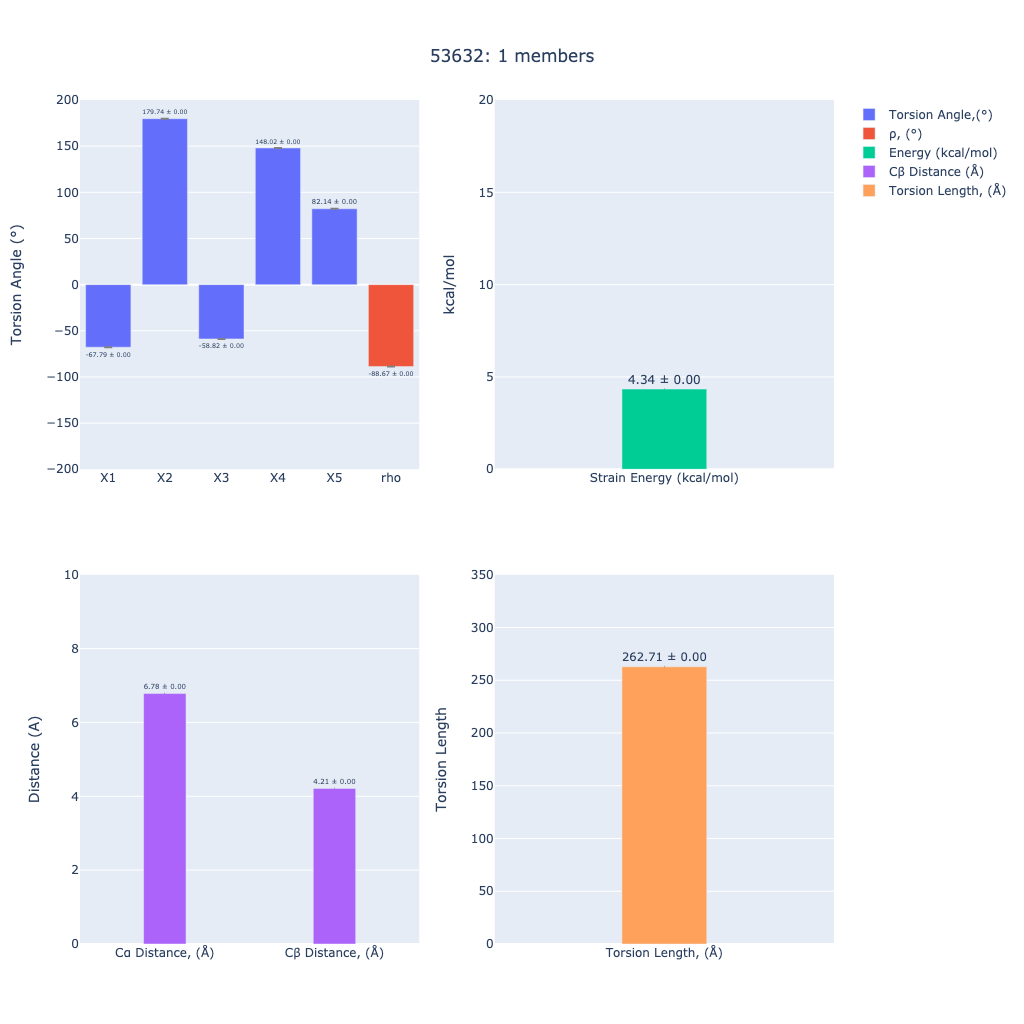 53632: 1 members
200
150
100
50
0
−50
−100
−150
−200
Torsion Angle (°)
179.74 ± 0.00
148.02 ± 0.00
82.14 ± 0.00
-67.79 ± 0.00
-58.82 ± 0.00
-88.67 ± 0.00
X1 X2 X3 X4 X5 rho
20
15
10
5
0
kcal/mol
4.34 ± 0.00
Strain Energy (kcal/mol)
Torsion Angle,(°)
ρ, (°)
Energy (kcal/mol)
Cβ Distance (Å)
Torsion Length, (Å)
10
8
6
4
2
0
Distance (A)
6.78 ± 0.00
4.21 ± 0.00
Cα Distance, (Å) Cβ Distance, (Å)
350
300
250
200
150
100
50
0
Torsion Length
262.71 ± 0.00
Torsion Length, (Å)